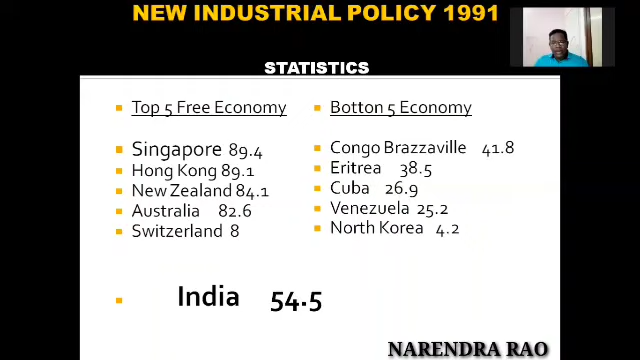 NEW INDUSTRIAL POLICY 1991
STATISTICS
Top 5 Free Economy
Singapore 89.4
Hong Kong 89.1
New Zealand 84.1
Australia 82.6
Switzerland 8
Botton 5 Economy
Congo Brazzaville 41.8
Eritrea 38.5
Cuba 26.9
Venezuela 25.2
North Korea 4.2
India 54.5
NARENDRA RAO